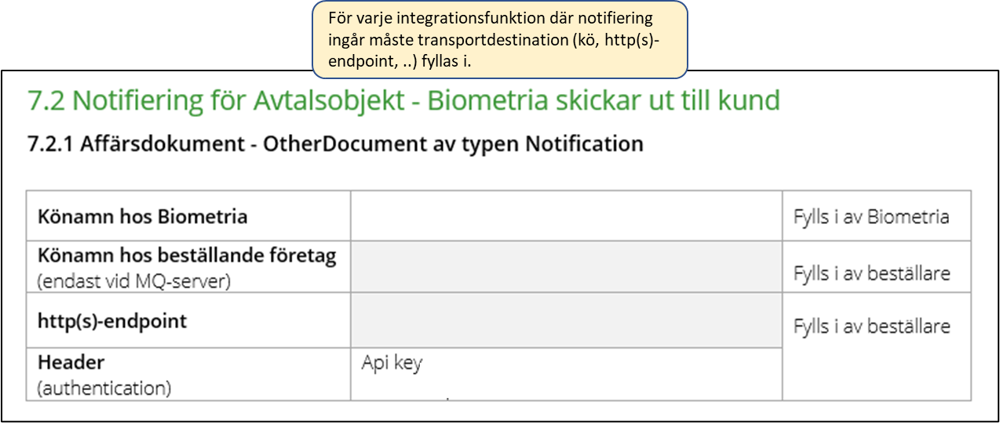 För varje integrationsfunktion där notifiering
ingår måste transportdestination (kö, http(s)-
endpoint, ..) fyllas i.
7.2 Notifiering för Avtalsobjekt - Biometria skickar ut till kund
7.2.1 Affärsdokument - OtherDocument av typen Notification
Könamn hos Biometria
Fylls i av Biometria
Könamn hos beställande företag
(endast vid MQ-server)
Fylls i av beställare
http(s)-endpoint
Fylls i av beställare
Header
(authentication)
Api key